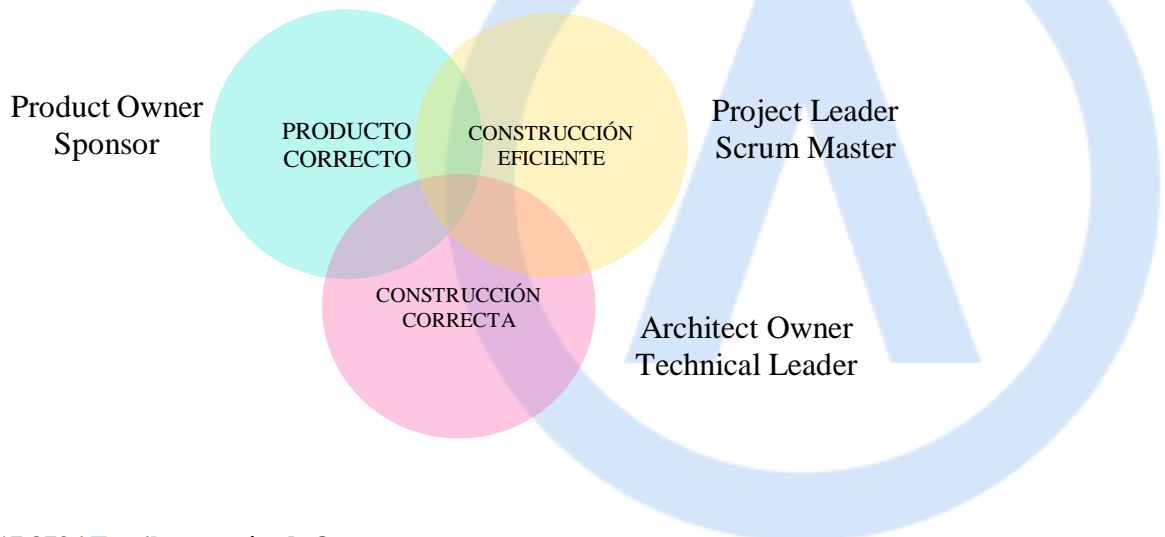 Product Owner
Sponsor
PRODUCTO
CORRECTO
CONSTRUCCIÓN
EFICIENTE
Project Leader
Scrum Master
CONSTRUCCIÓN
CORRECTA
Architect Owner
Technical Leader